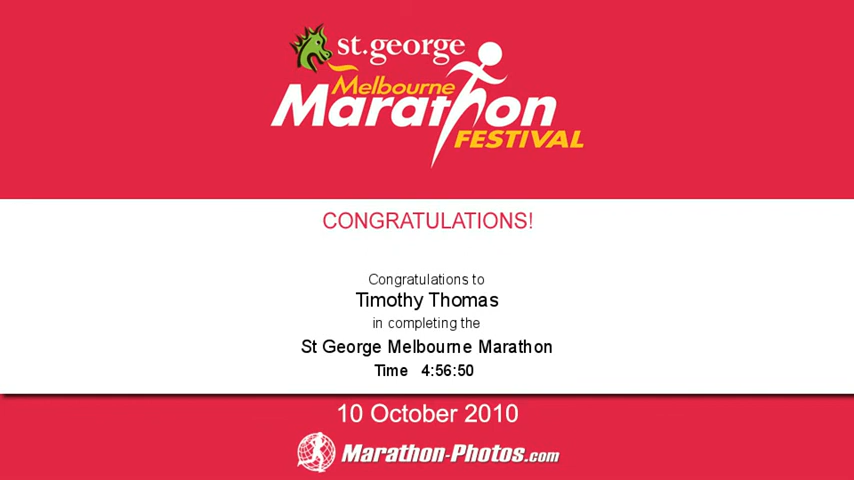 st.george
Melbourne
Marathon
FESTIVAL
CONGRATULATIONS!
Congratulations to
Timothy Thomas
in completing the
St George Melbourne Marathon
Time 4:56:50
10 October 2010
Marathon-Photos.com